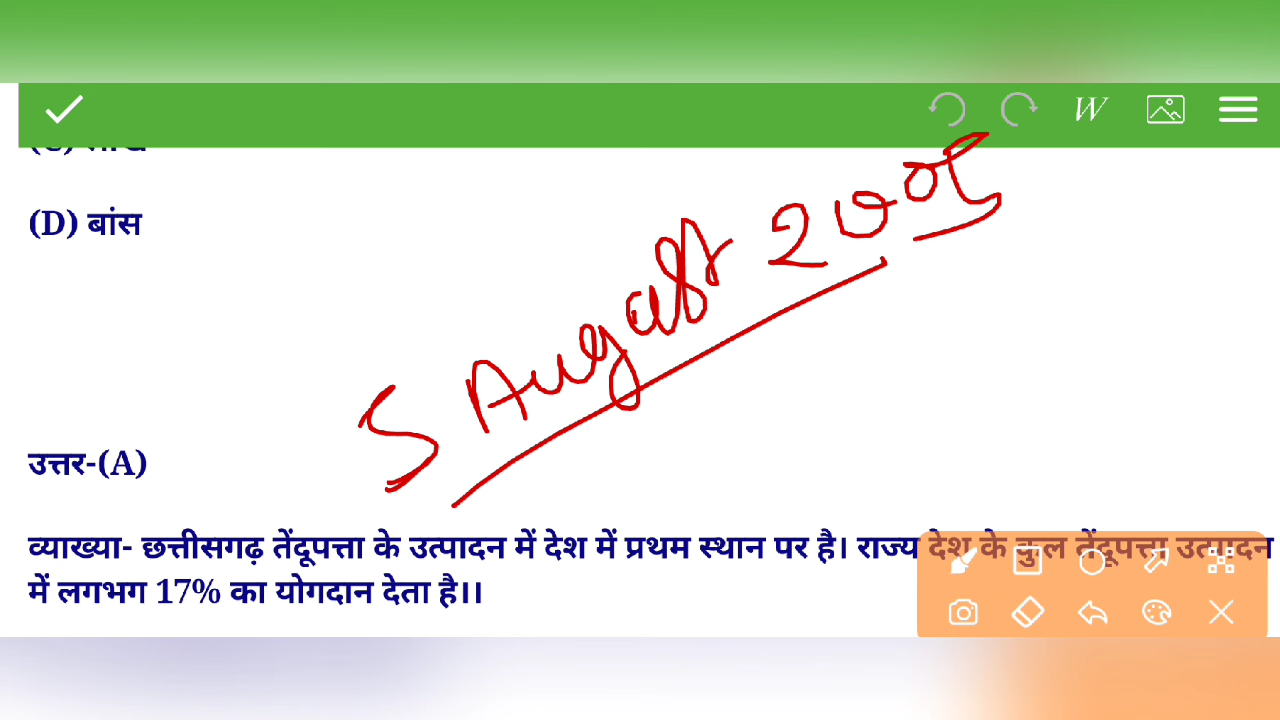 (D) बांस
5 August 2005
उत्तर-(A)
व्याख्या- छत्तीसगढ़ तेंदूपत्ता के उत्पादन में देश में प्रथम स्थान पर है। राज्य देश के कुल तेंदूपत्ता उत्पादन
में लगभग 17% का योगदान देता है।।